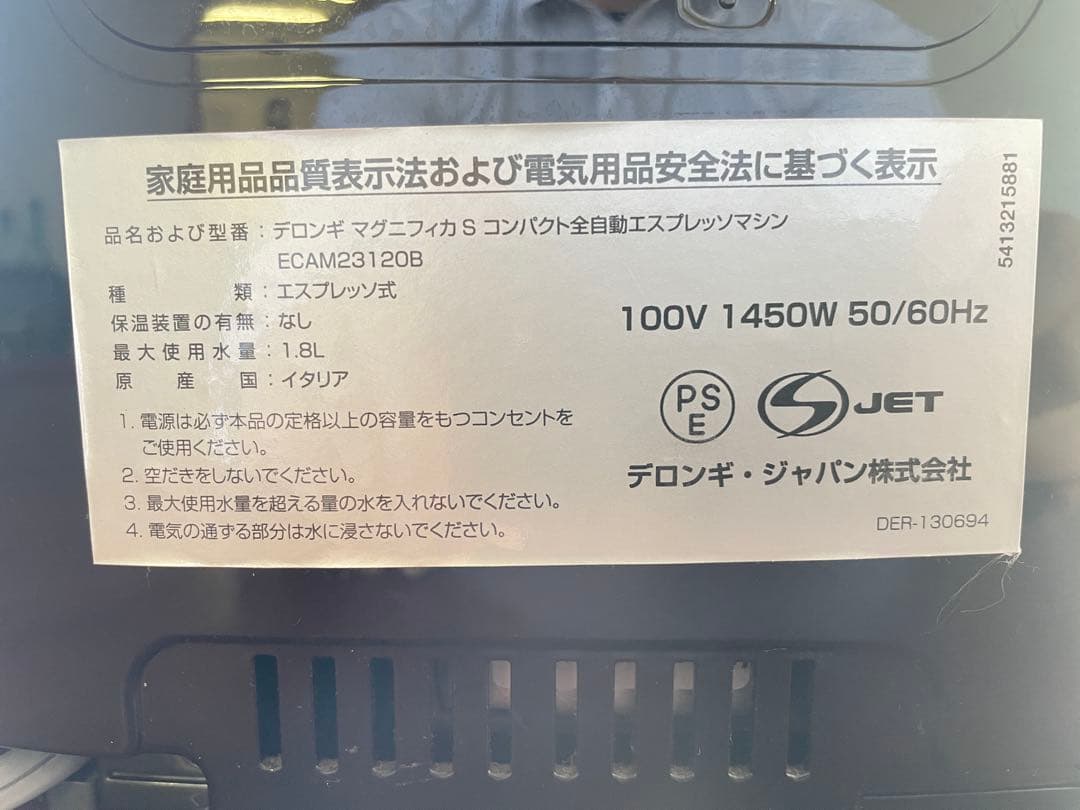 家庭用品品質表示法および電気用品安全法に基づく表示
品名および型番：デロンギ マグニフィカ S コンパクト全自動エスプレッソマシン
ECAM23120B
種類：エスプレッソ式
保温装置の有無：なし
最大使用水量：1.8L
原産国：イタリア
1. 電源は必ず本品の定格以上の容量をもつコンセントを
ご使用ください。
2. 空だきをしないでください。
3. 最大使用水量を超える量の水を入れないでください。
4. 電気の通ずる部分は水に浸さないでください。
100V 1450W 50/60Hz
PSE
S JET
デロンギ・ジャパン株式会社
DER-130694
5413215881